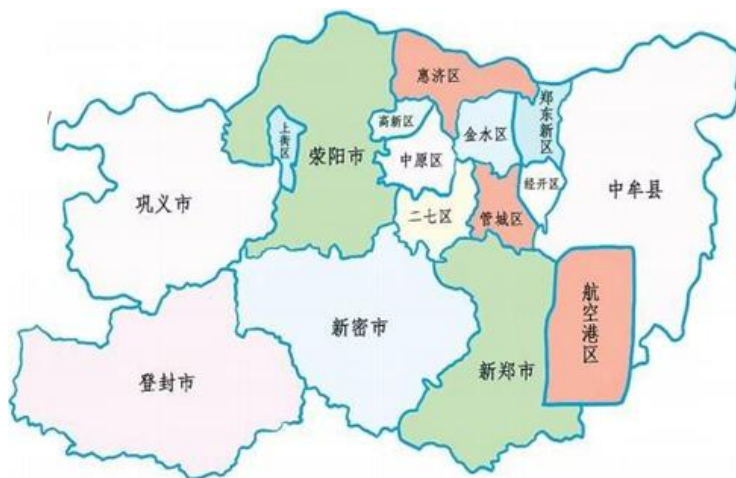 惠济区
郑东新区
高新区
金水区
上街区
荥阳市
中原区
经开区
中牟县
巩义市
二七区
管城区
航空港区
新密市
新郑市
登封市